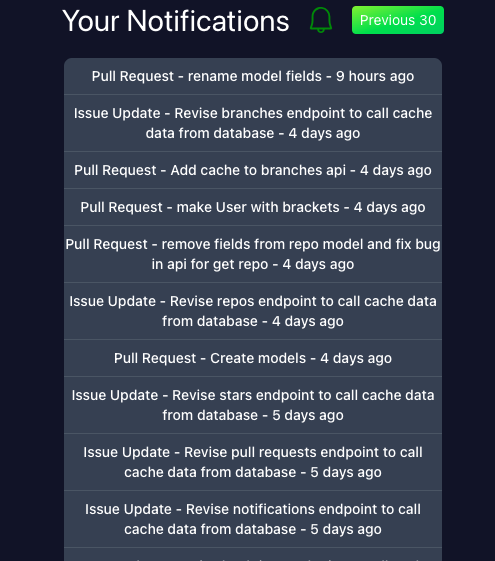 Your Notifications
Previous 30
Pull Request - rename model fields - 9 hours ago
Issue Update - Revise branches endpoint to call cache
data from database - 4 days ago
Pull Request - Add cache to branches api - 4 days ago
Pull Request - make User with brackets - 4 days ago
Pull Request - remove fields from repo model and fix bug
in api for get repo - 4 days ago
Issue Update - Revise repos endpoint to call cache data
from database - 4 days ago
Pull Request - Create models - 4 days ago
Issue Update - Revise stars endpoint to call cache data
from database - 5 days ago
Issue Update - Revise pull requests endpoint to call
cache data from database - 5 days ago
Issue Update - Revise notifications endpoint to call
cache data from database - 5 days ago